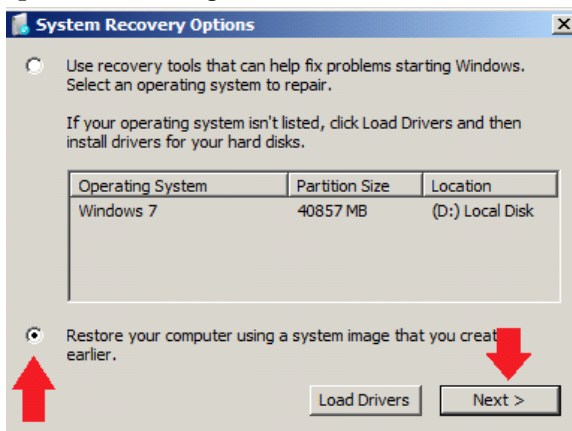 System Recovery Options
Use recovery tools that can help fix problems starting Windows.
Select an operating system to repair.
If your operating system isn't listed, click Load Drivers and then
install drivers for your hard disks.
Operating System Partition Size Location
Windows 7 40857 MB (D:) Local Disk
Restore your computer using a system image that you creat
earlier.
Load Drivers Next >